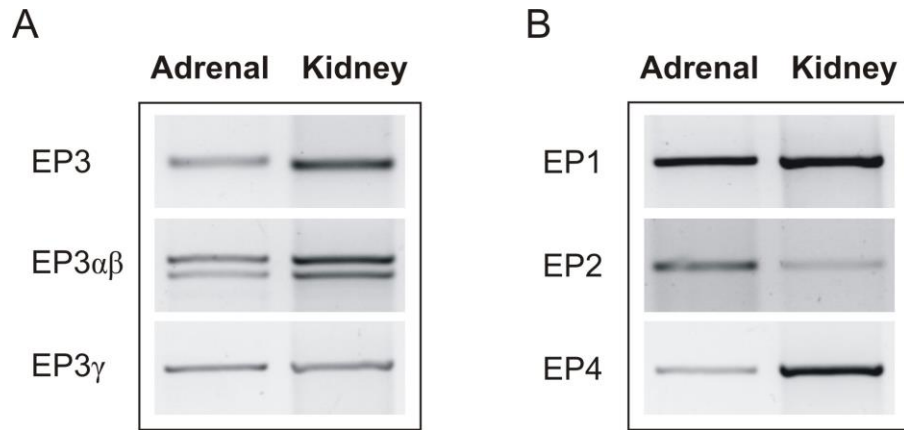 A
Adrenal Kidney
EP3
EP3αβ
EP3γ
B
Adrenal Kidney
EP1
EP2
EP4